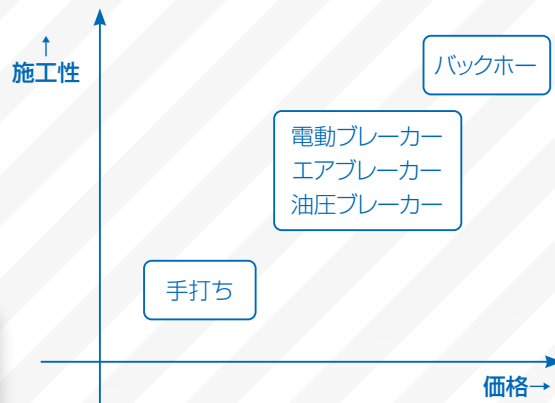 ↑
施工性
バックホー
電動ブレーカー
エアブレーカー
油圧ブレーカー
手打ち
価格→